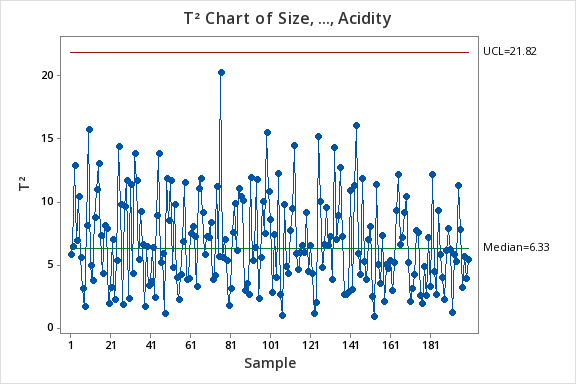 T² Chart of Size, ..., Acidity
UCL=21.82
20
15
10
5
0
T²
Median=6.33
1 21 41 61 81 101 121 141 161 181
Sample